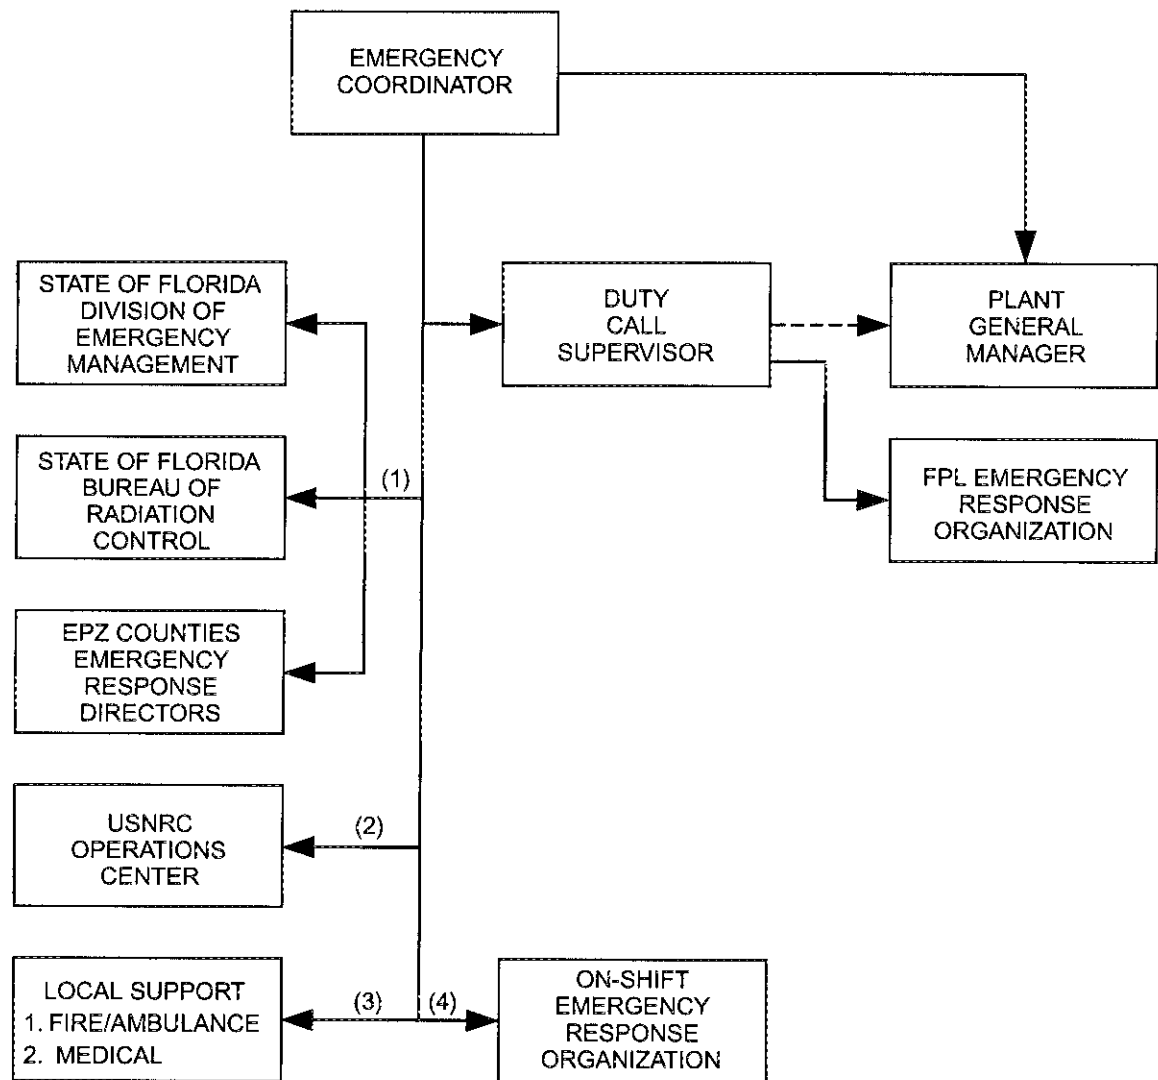 EMERGENCY
COORDINATOR
STATE OF FLORIDA
DIVISION OF
EMERGENCY
MANAGEMENT
DUTY
CALL
SUPERVISOR
PLANT
GENERAL
MANAGER
STATE OF FLORIDA
BUREAU OF
RADIATION
CONTROL
(1)
FPL EMERGENCY
RESPONSE
ORGANIZATION
EPZ COUNTIES
EMERGENCY
RESPONSE
DIRECTORS
USNRC
OPERATIONS
CENTER
(2)
LOCAL SUPPORT
1. FIRE/AMBULANCE
2. MEDICAL
(3)
(4)
ON-SHIFT
EMERGENCY
RESPONSE
ORGANIZATION